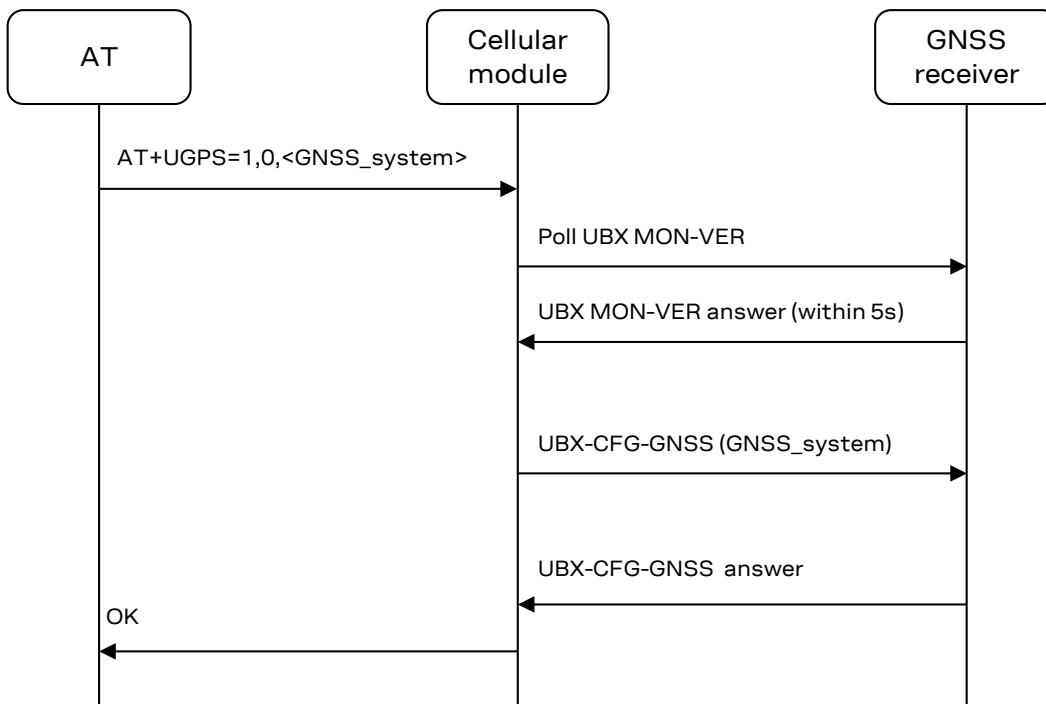 AT
Cellular
module
GNSS
receiver
AT+UGPS=1,0,<GNSS_system>
Poll UBX MON-VER
UBX MON-VER answer (within 5s)
UBX-CFG-GNSS (GNSS_system)
UBX-CFG-GNSS  answer
OK